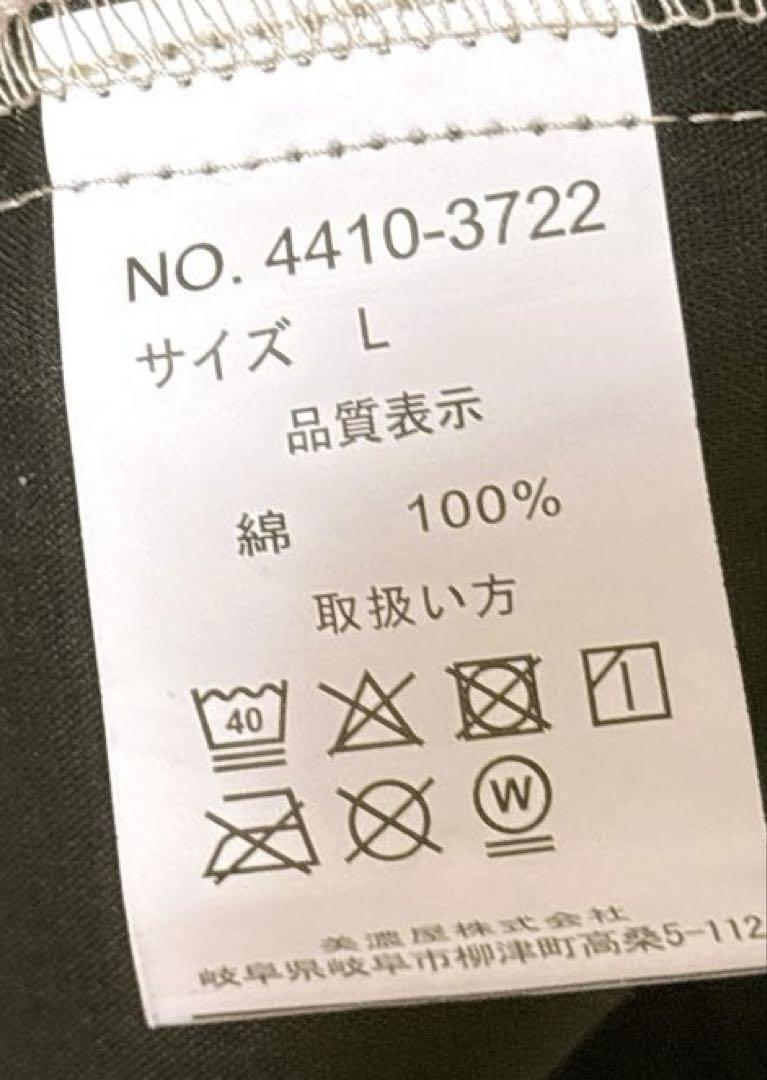 NO. 4410-3722
サイズ L
品質表示
綿 100%
取扱い方
40
W
美濃屋株式会社
岐阜県岐阜市柳津町高桑5-112